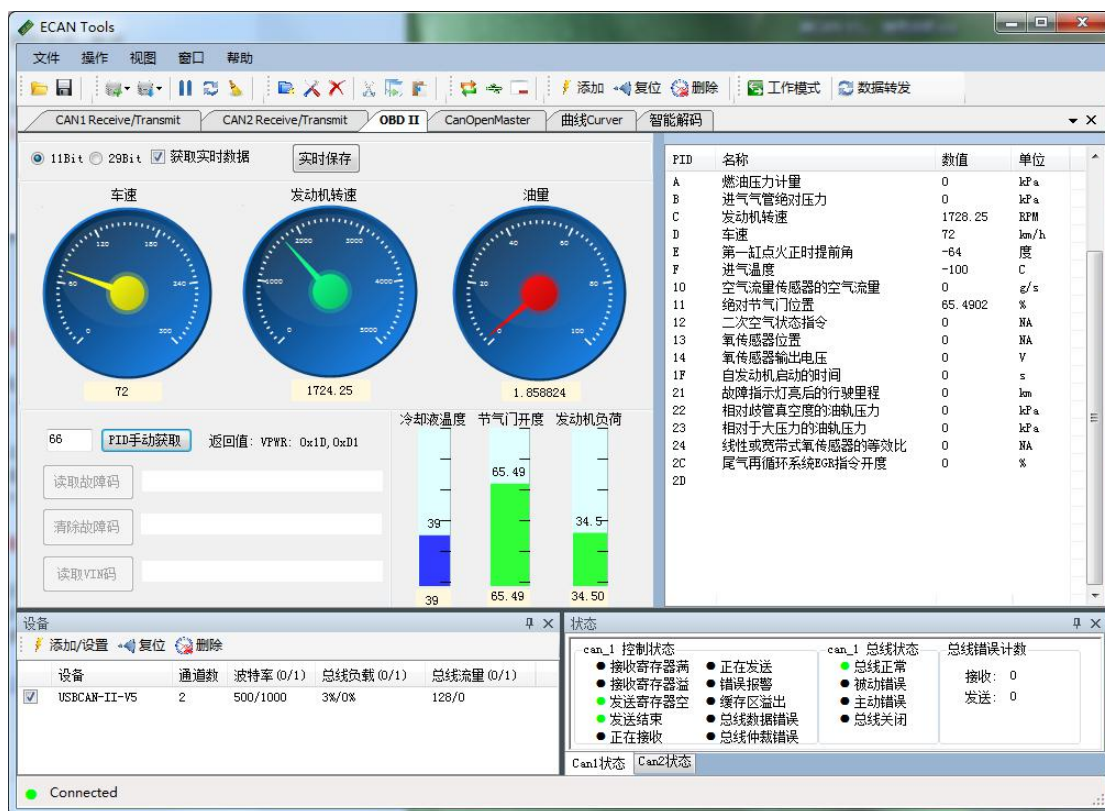 ECAN Tools
文件 操作 视图 窗口 帮助
添加 复位 删除 工作模式 数据转发
CAN1 Receive/Transmit CAN2 Receive/Transmit OBD II CanOpenMaster 曲线Curver 智能解码
11Bit 29Bit 获取实时数据 实时保存
车速 发动机转速 油量
0 60 120 180 240 300
0 1000 2000 3000 4000 5000
0 20 40 60 80 100
72 1724.25 1.858824
66 PID手动获取 返回值: VPWR: 0x1D,0xD1
读取故障码
清除故障码
读取VIN码
冷却液温度 节气门开度 发动机负荷
39 65.49 34.5
39 65.49 34.50
PID 名称 数值 单位
A 燃油压力计量 0 kPa
B 进气气管绝对压力 0 kPa
C 发动机转速 1728.25 RPM
D 车速 72 km/h
E 第一缸点火正时提前角 -64 度
F 进气温度 -100 C
10 空气流量传感器的空气流量 0 g/s
11 绝对节气门位置 65.4902 %
12 二次空气状态指令 0 NA
13 氧传感器位置 0 NA
14 氧传感器输出电压 0 V
1F 自发动机启动的时间 0 s
21 故障指示灯亮后的行驶里程 0 km
22 相对歧管真空度的油轨压力 0 kPa
23 相对于大压力的油轨压力 0 kPa
24 线性或宽带式氧传感器的等效比 0 NA
2C 尾气再循环系统EGR指令开度 0 %
2D
设备
添加/设置 复位 删除
设备 通道数 波特率(0/1) 总线负载(0/1) 总线流量(0/1)
USBCAN-II-V5 2 500/1000 3%/0% 128/0
状态
can_1 控制状态 can_1 总线状态 总线错误计数
接收寄存器满 正在发送 总线正常 接收: 0
接收寄存器溢 错误报警 被动错误 发送: 0
发送寄存器空 缓存区溢出 主动错误
发送结束 总线数据错误 总线关闭
正在接收 总线仲裁错误
Can1状态 Can2状态
Connected